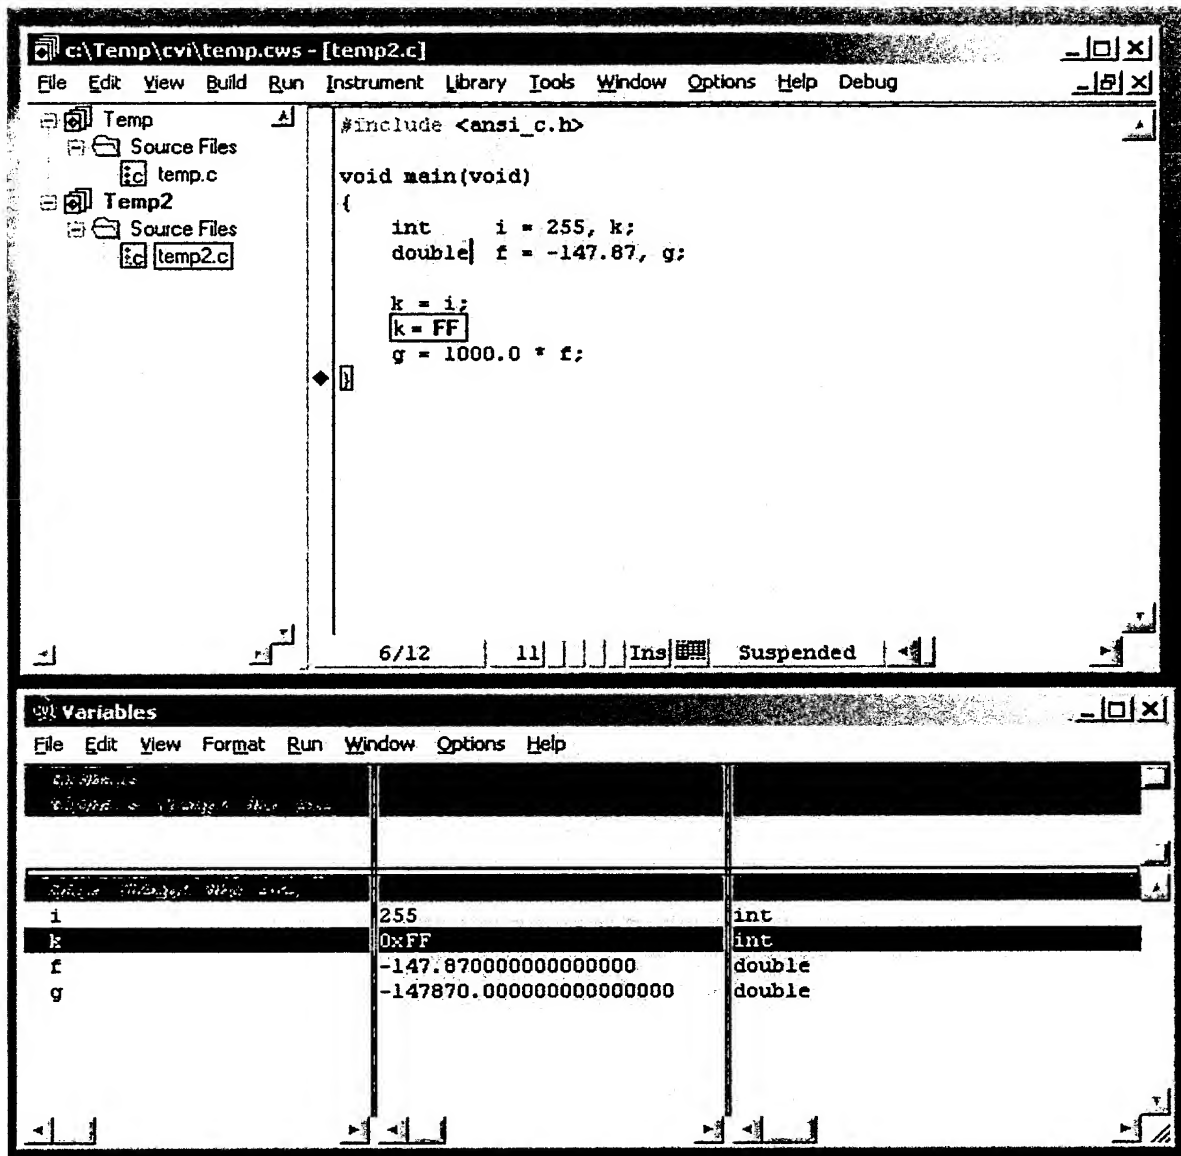 c:\Temp\cvi\temp.cws - [temp2.c]
File Edit View Build Run Instrument Library Tools Window Options Help Debug
Temp
Source Files
temp.c
Temp2
Source Files
temp2.c
#include <ansi_c.h>
void main(void)
{
int i = 255, k;
double f = -147.87, g;
k = i;
k = FF
g = 1000.0 * f;
}
6/12 11 Ins Suspended
cvi Variables
File Edit View Format Run Window Options Help
i 255 int
k 0xFF int
f -147.870000000000000 double
g -147870.000000000000000 double